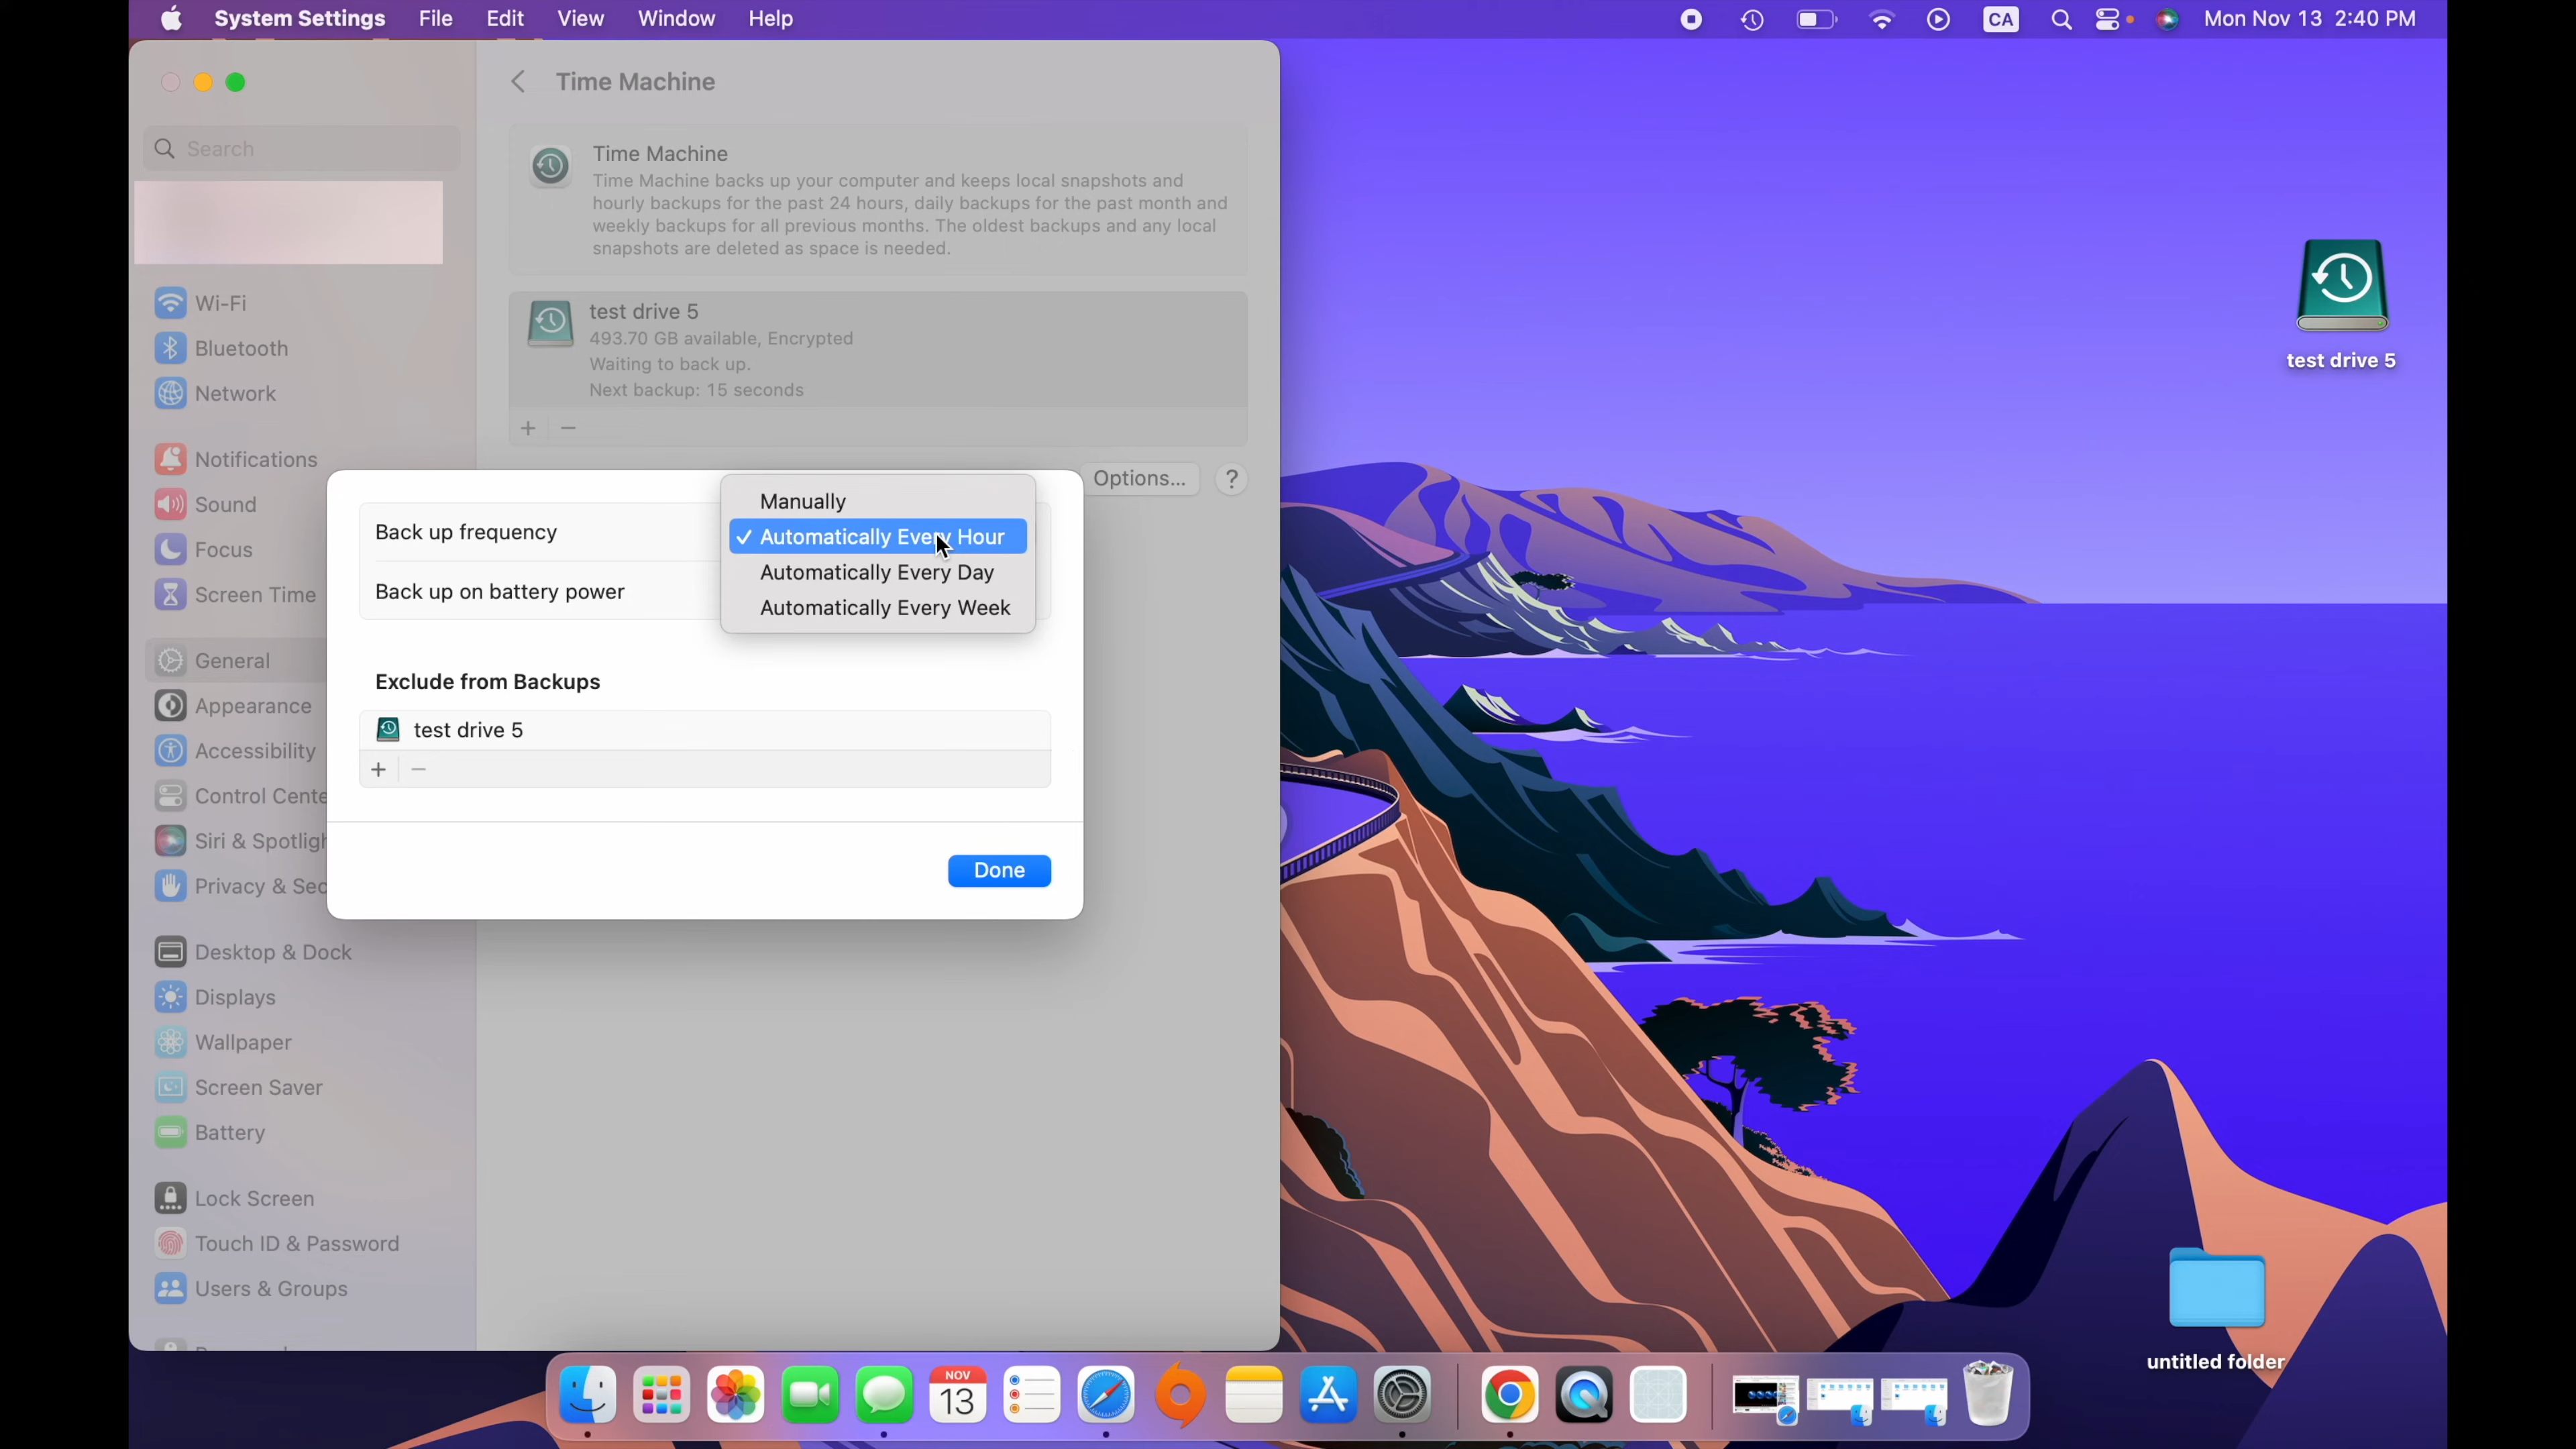 System Settings File Edit View Window Help
CA Mon Nov 13 2:40 PM
Search
Wi-Fi
Bluetooth
Network
Notifications
Sound
Focus
Screen Time
General
Appearance
Accessibility
Control Cente
Siri & Spotligh
Privacy & Sec
Desktop & Dock
Displays
Wallpaper
Screen Saver
Battery
Lock Screen
Touch ID & Password
Users & Groups
Time Machine
Time Machine
Time Machine backs up your computer and keeps local snapshots and
hourly backups for the past 24 hours, daily backups for the past month and
weekly backups for all previous months. The oldest backups and any local
snapshots are deleted as space is needed.
test drive 5
493.70 GB available, Encrypted
Waiting to back up.
Next backup: 15 seconds
Options...
?
Back up frequency
Manually
Automatically Every Hour
Automatically Every Day
Automatically Every Week
Back up on battery power
Exclude from Backups
test drive 5
Done
test drive 5
untitled folder
NOV
13